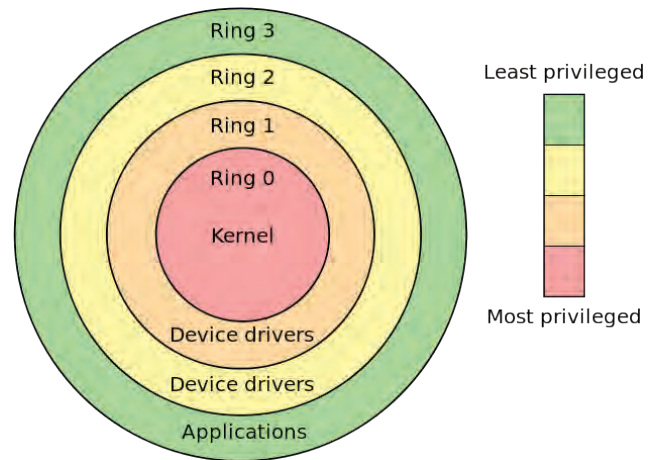 Ring 3
Ring 2
Ring 1
Ring 0
Kernel
Device drivers
Device drivers
Applications
Least privileged
Most privileged